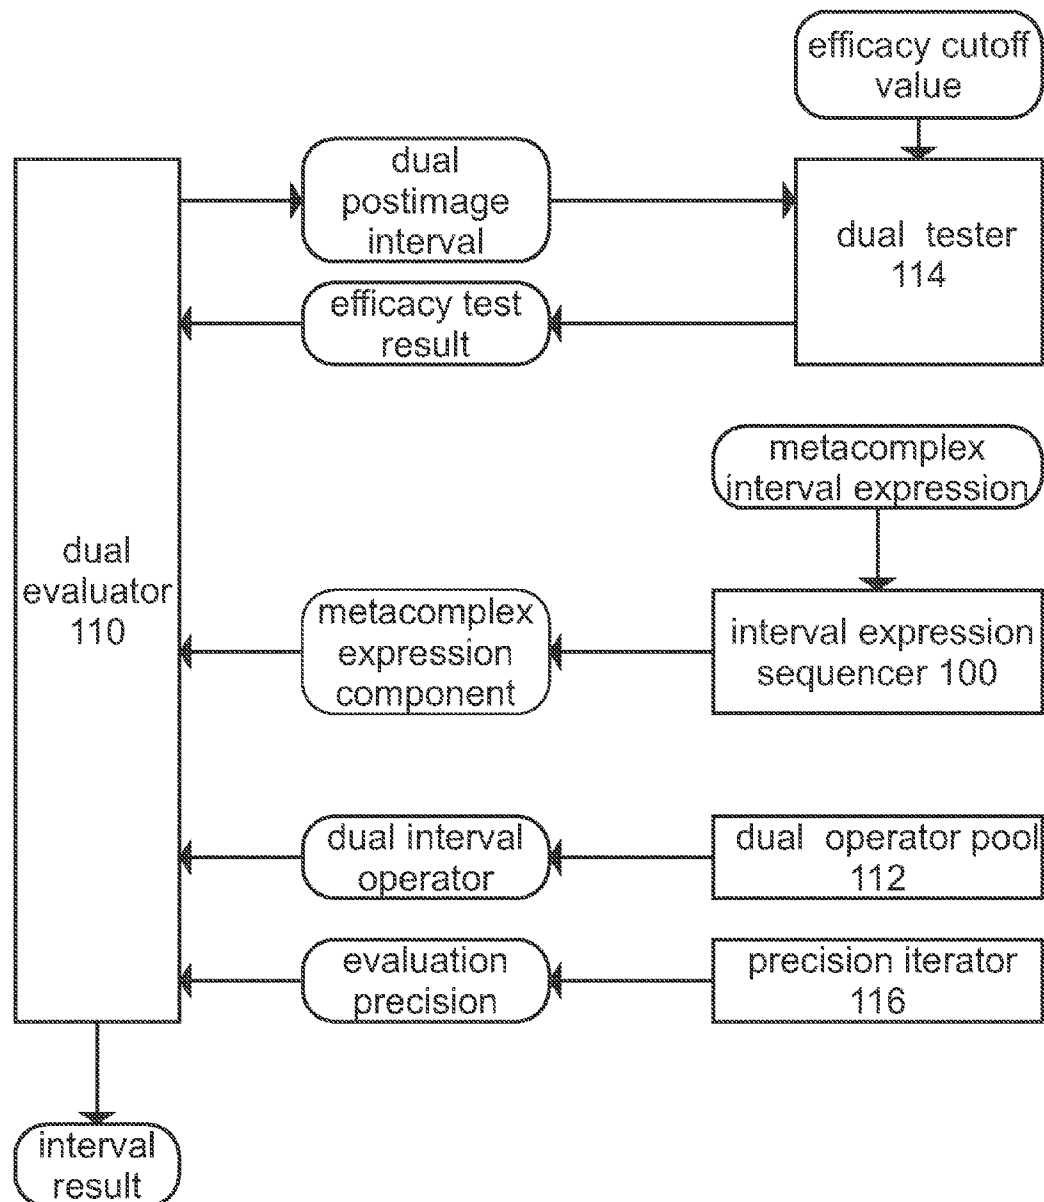 efficacy cutoff
value
dual
postimage
interval
dual tester
114
efficacy test
result
metacomplex
interval expression
dual
evaluator
110
metacomplex
expression
component
interval expression
sequencer 100
dual interval
operator
dual operator pool
112
evaluation
precision
precision iterator
116
interval
result